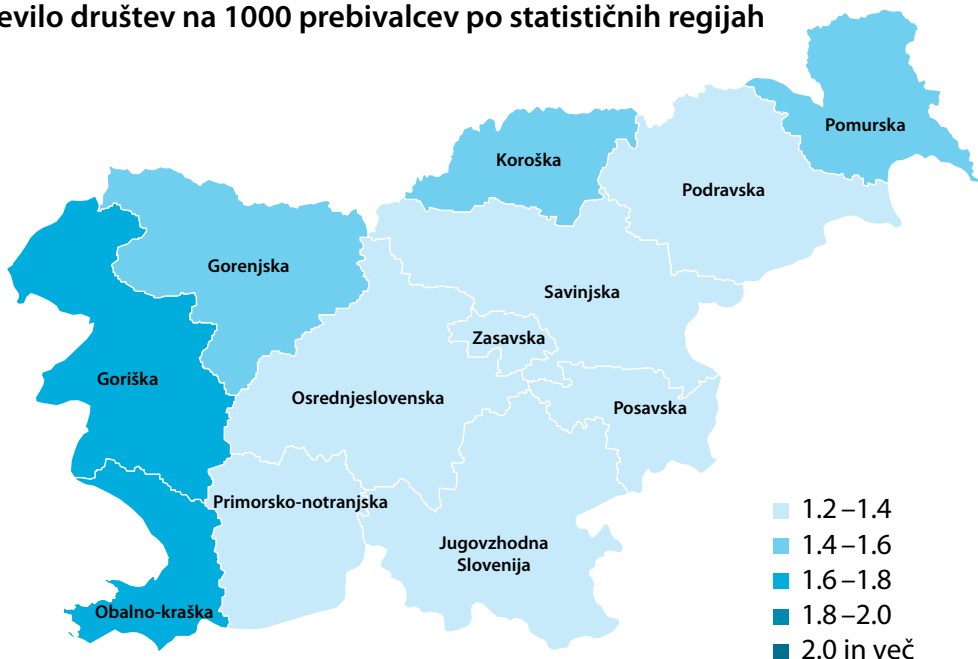 evilo društev na 1000 prebivalcev po statističnih regijah
Pomurska
Koroška
Podravska
Gorenjska
Savinjska
Zasavska
Goriška
Osrednjeslovenska
Posavska
Primorsko-notranjska
Jugovzhodna
Slovenija
Obalno-kraška
1.2–1.4
1.4–1.6
1.6–1.8
1.8–2.0
2.0 in več